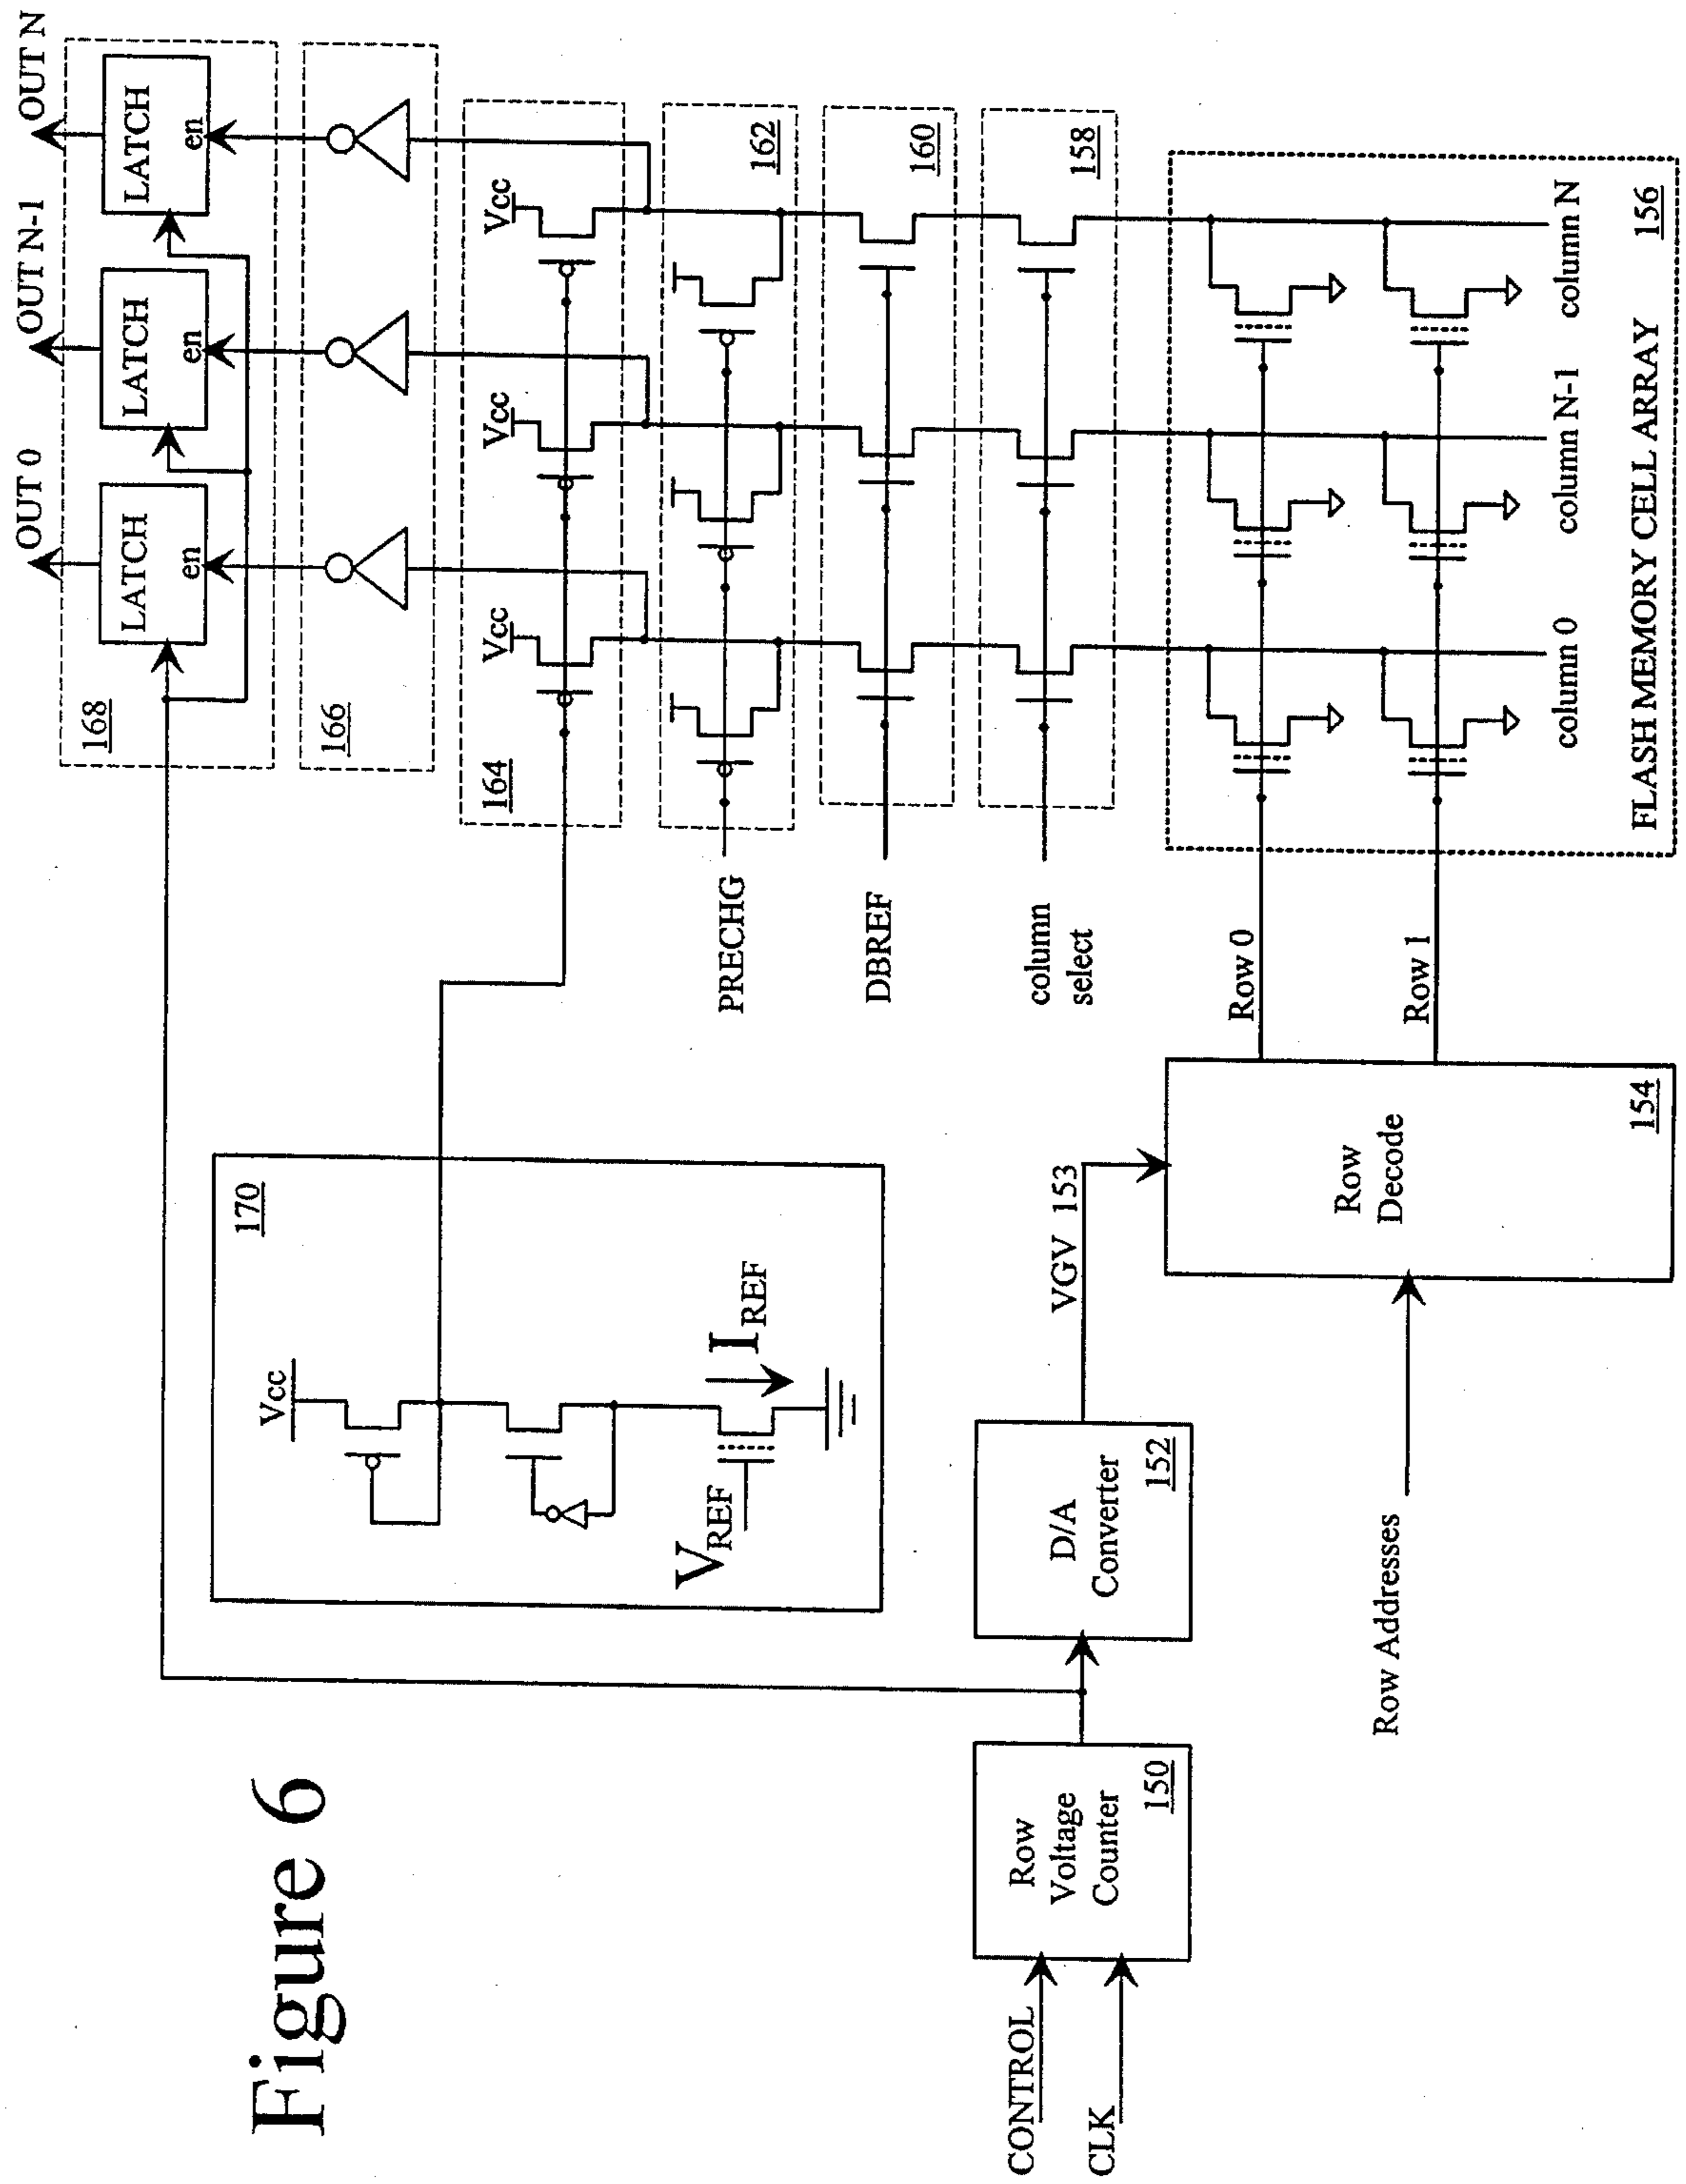 OUT 0
OUT N-1
OUT N
LATCH
en
LATCH
en
LATCH
en
168
166
Vcc
Vcc
Vcc
164
PRECHG
162
DBREF
160
column
select
158
170
Vcc
VREF
IREF
Row
Voltage
Counter
150
CONTROL
CLK
D/A
Converter
152
VGV 153
Row Addresses
Row
Decode
154
Row 0
Row 1
column 0
column N-1
column N
FLASH MEMORY CELL ARRAY
156
Figure 6